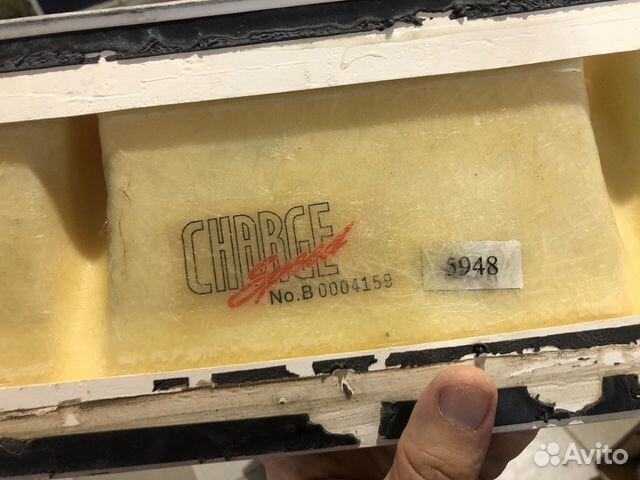 CHARGE
Speed
No.B 0004159
5948
Avito